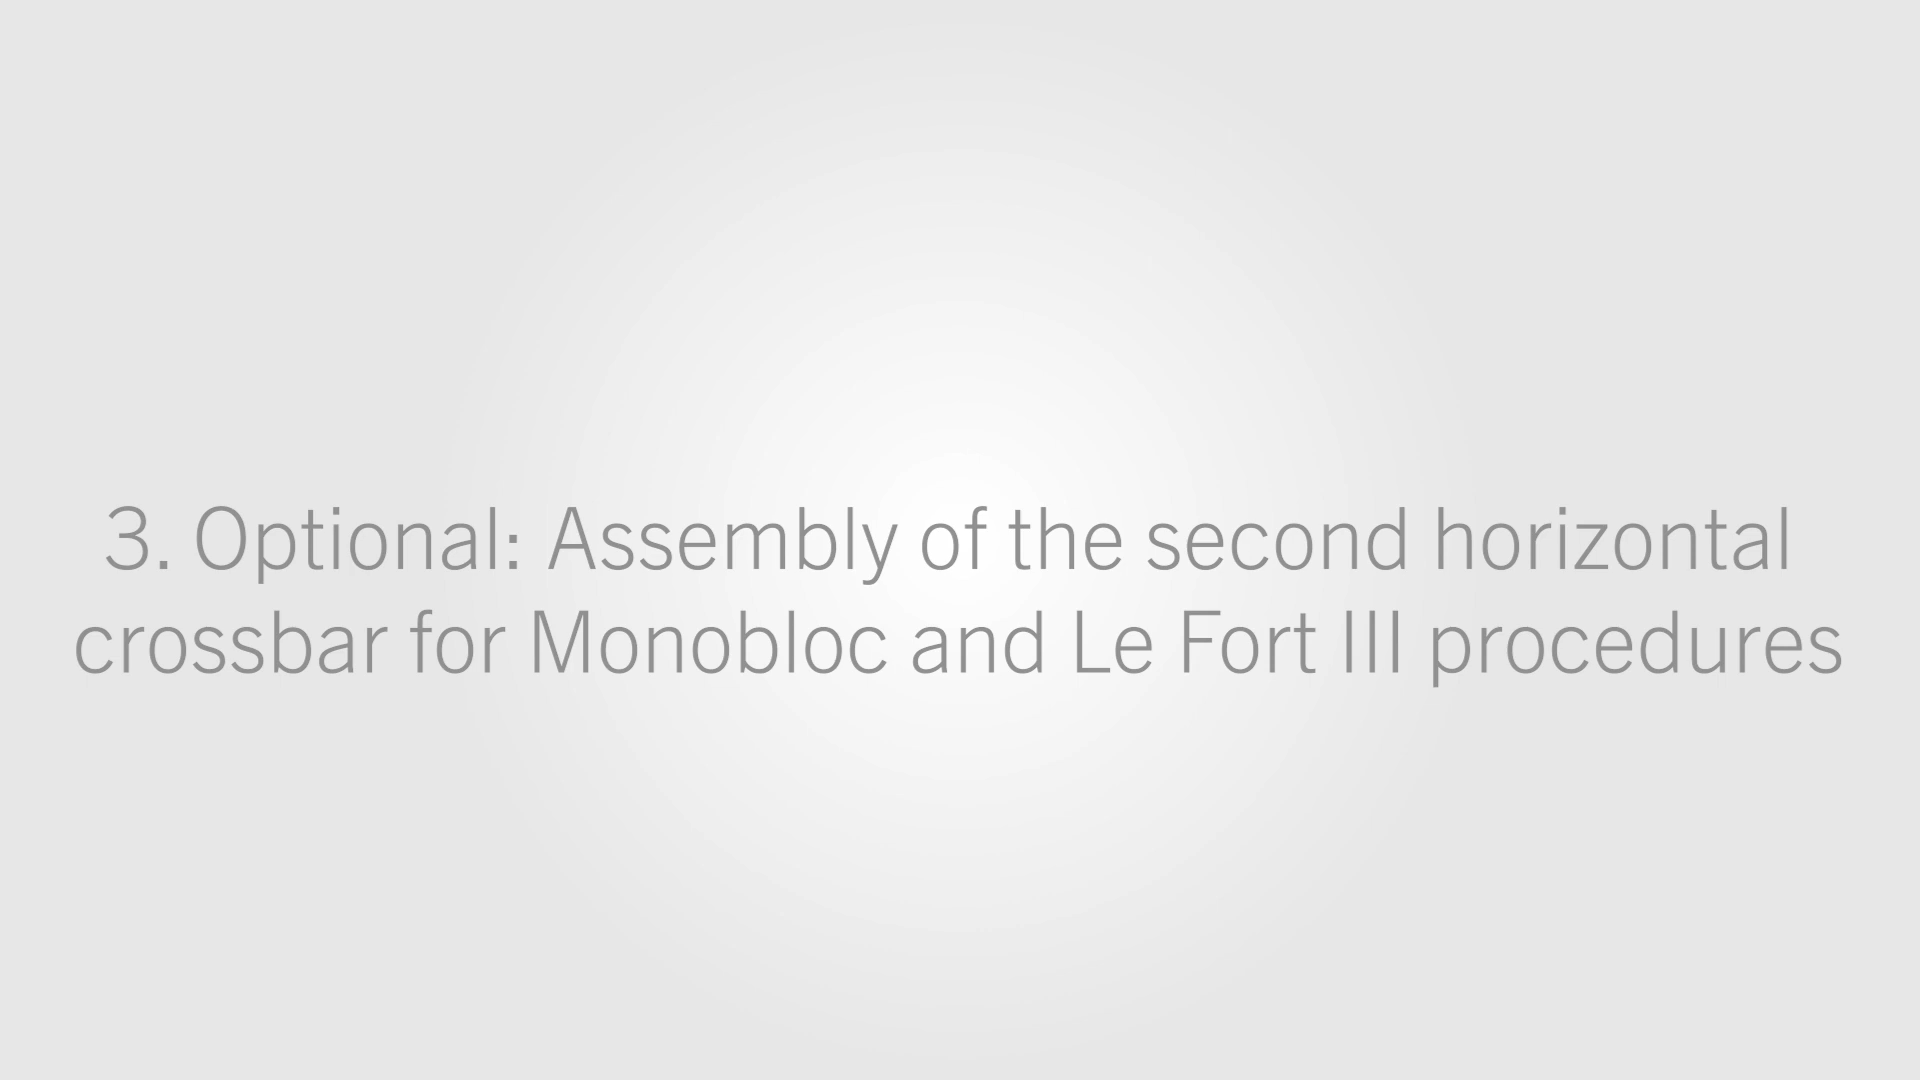 3. Optional: Assembly of the second horizontal
crossbar for Monobloc and Le Fort III procedures